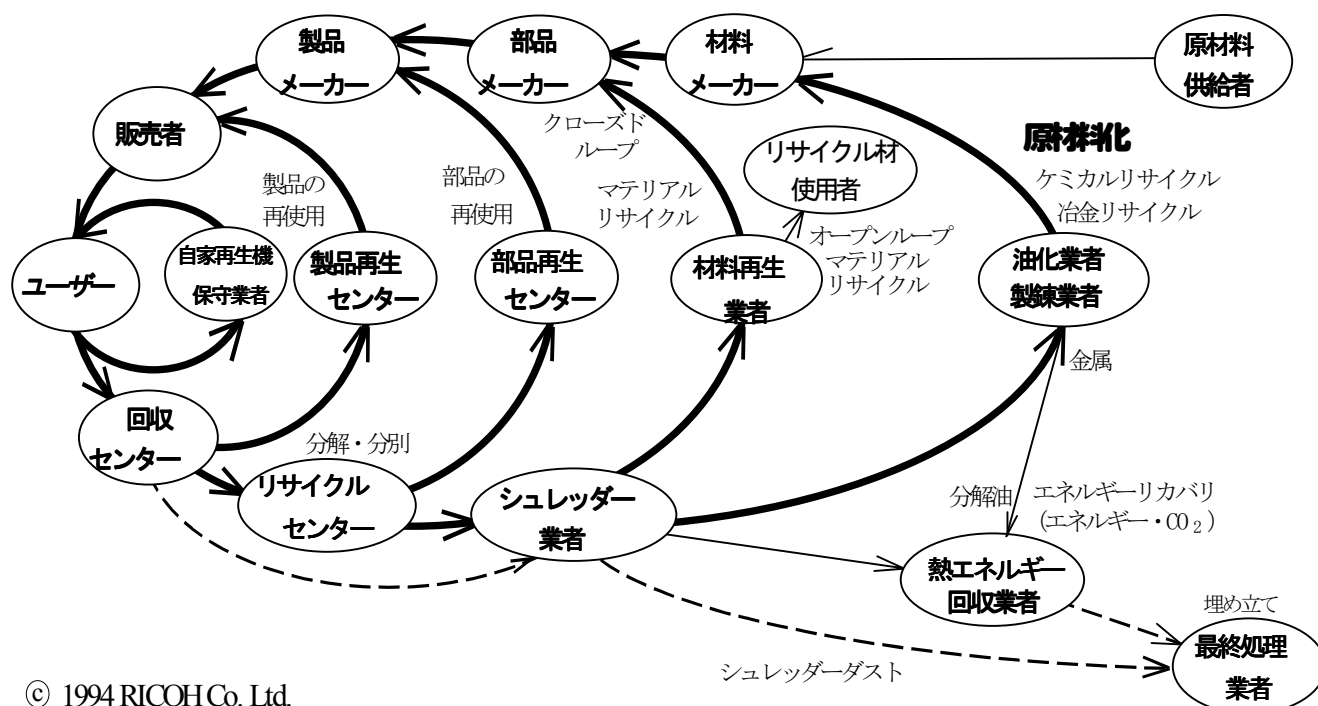 製品
メーカー
部品
メーカー
材料
メーカー
原材料
供給者
販売者
クローズド
ループ
原材料化
リサイクル材
使用者
ケミカルリサイクル
冶金リサイクル
製品の
再使用
部品の
再使用
マテリアル
リサイクル
オープンループ
マテリアル
リサイクル
ユーザー
自家再生機
保守業者
製品再生
センター
部品再生
センター
材料再生
業者
油化業者
製錬業者
金属
回収
センター
分解・分別
リサイクル
センター
シュレッダー
業者
分解油
エネルギーリカバリ
(エネルギー・CO₂)
熱エネルギー
回収業者
埋め立て
最終処理
業者
シュレッダーダスト
© 1994 RICOH Co. Ltd.